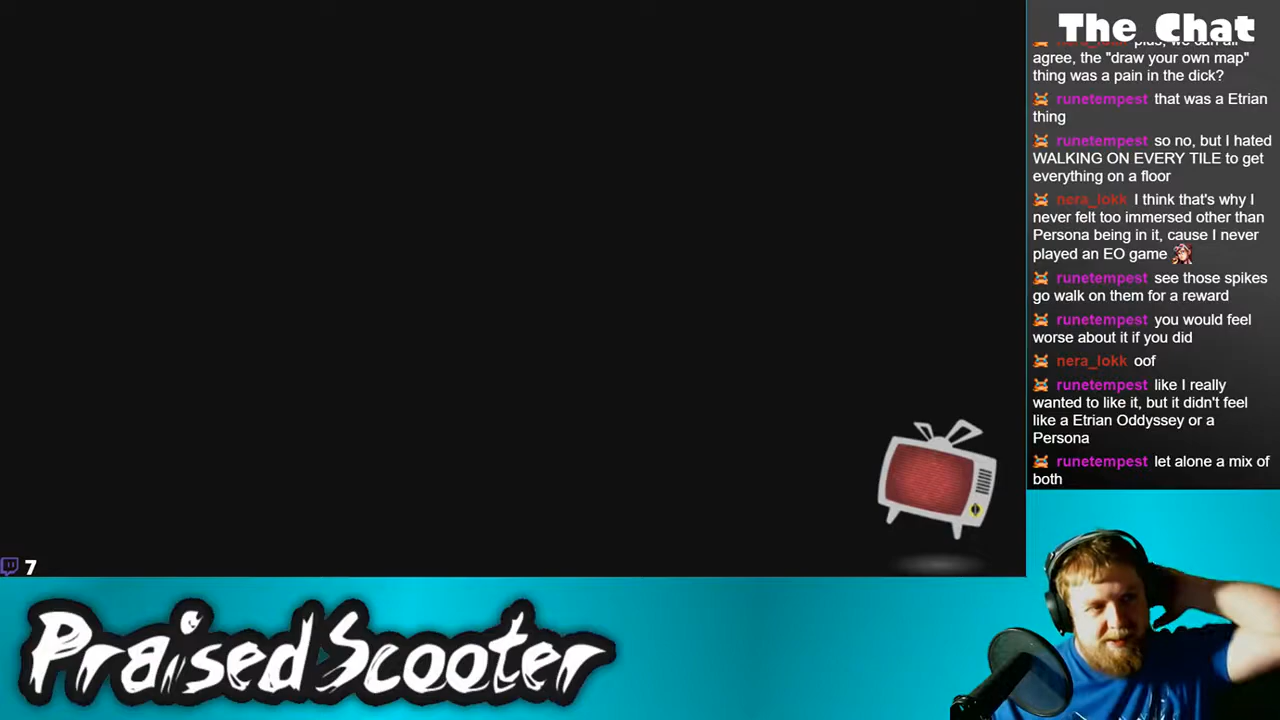 The Chat
agree, the "draw your own map"
thing was a pain in the dick?
runetempest that was a Etrian
thing
runetempest so no, but I hated
WALKING ON EVERY TILE to get
everything on a floor
nera_lokk I think that's why I
never felt too immersed other than
Persona being in it, cause I never
played an EO game
runetempest see those spikes
go walk on them for a reward
runetempest you would feel
worse about it if you did
nera_lokk oof
runetempest like I really
wanted to like it, but it didn't feel
like a Etrian Oddyssey or a
Persona
runetempest let alone a mix of
both
7
PraisedScooter